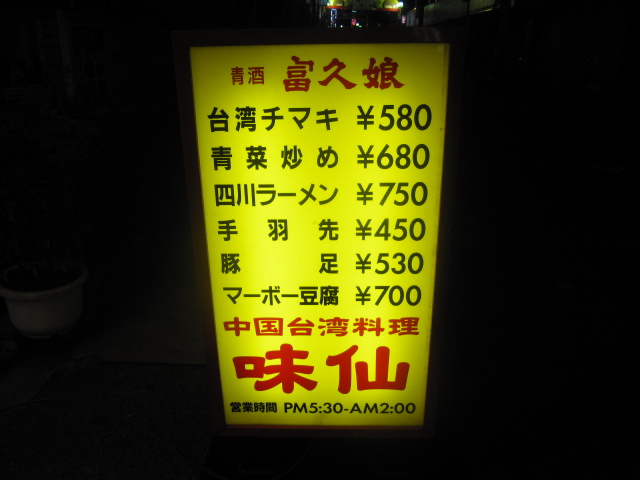 青酒 富久娘
台湾チマキ ¥580
青菜炒め ¥680
四川ラーメン ¥750
手羽先 ¥450
豚足 ¥530
マーボー豆腐 ¥700
中国台湾料理
味仙
営業時間 PM5:30-AM2:00